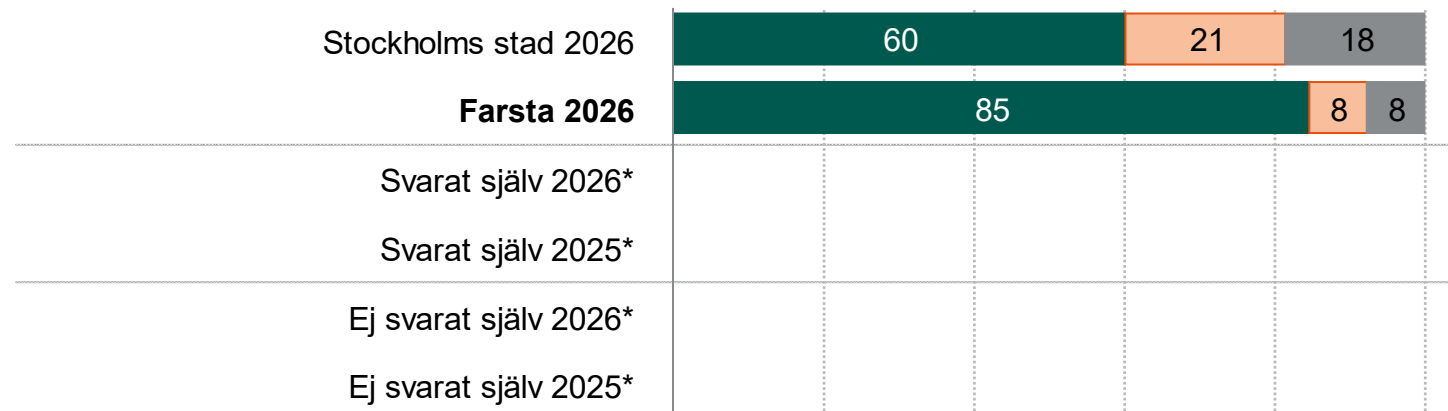 Stockholms stad 2026 60 21 18
Farsta 2026 85 8 8
Svarat själv 2026*
Svarat själv 2025*
Ej svarat själv 2026*
Ej svarat själv 2025*